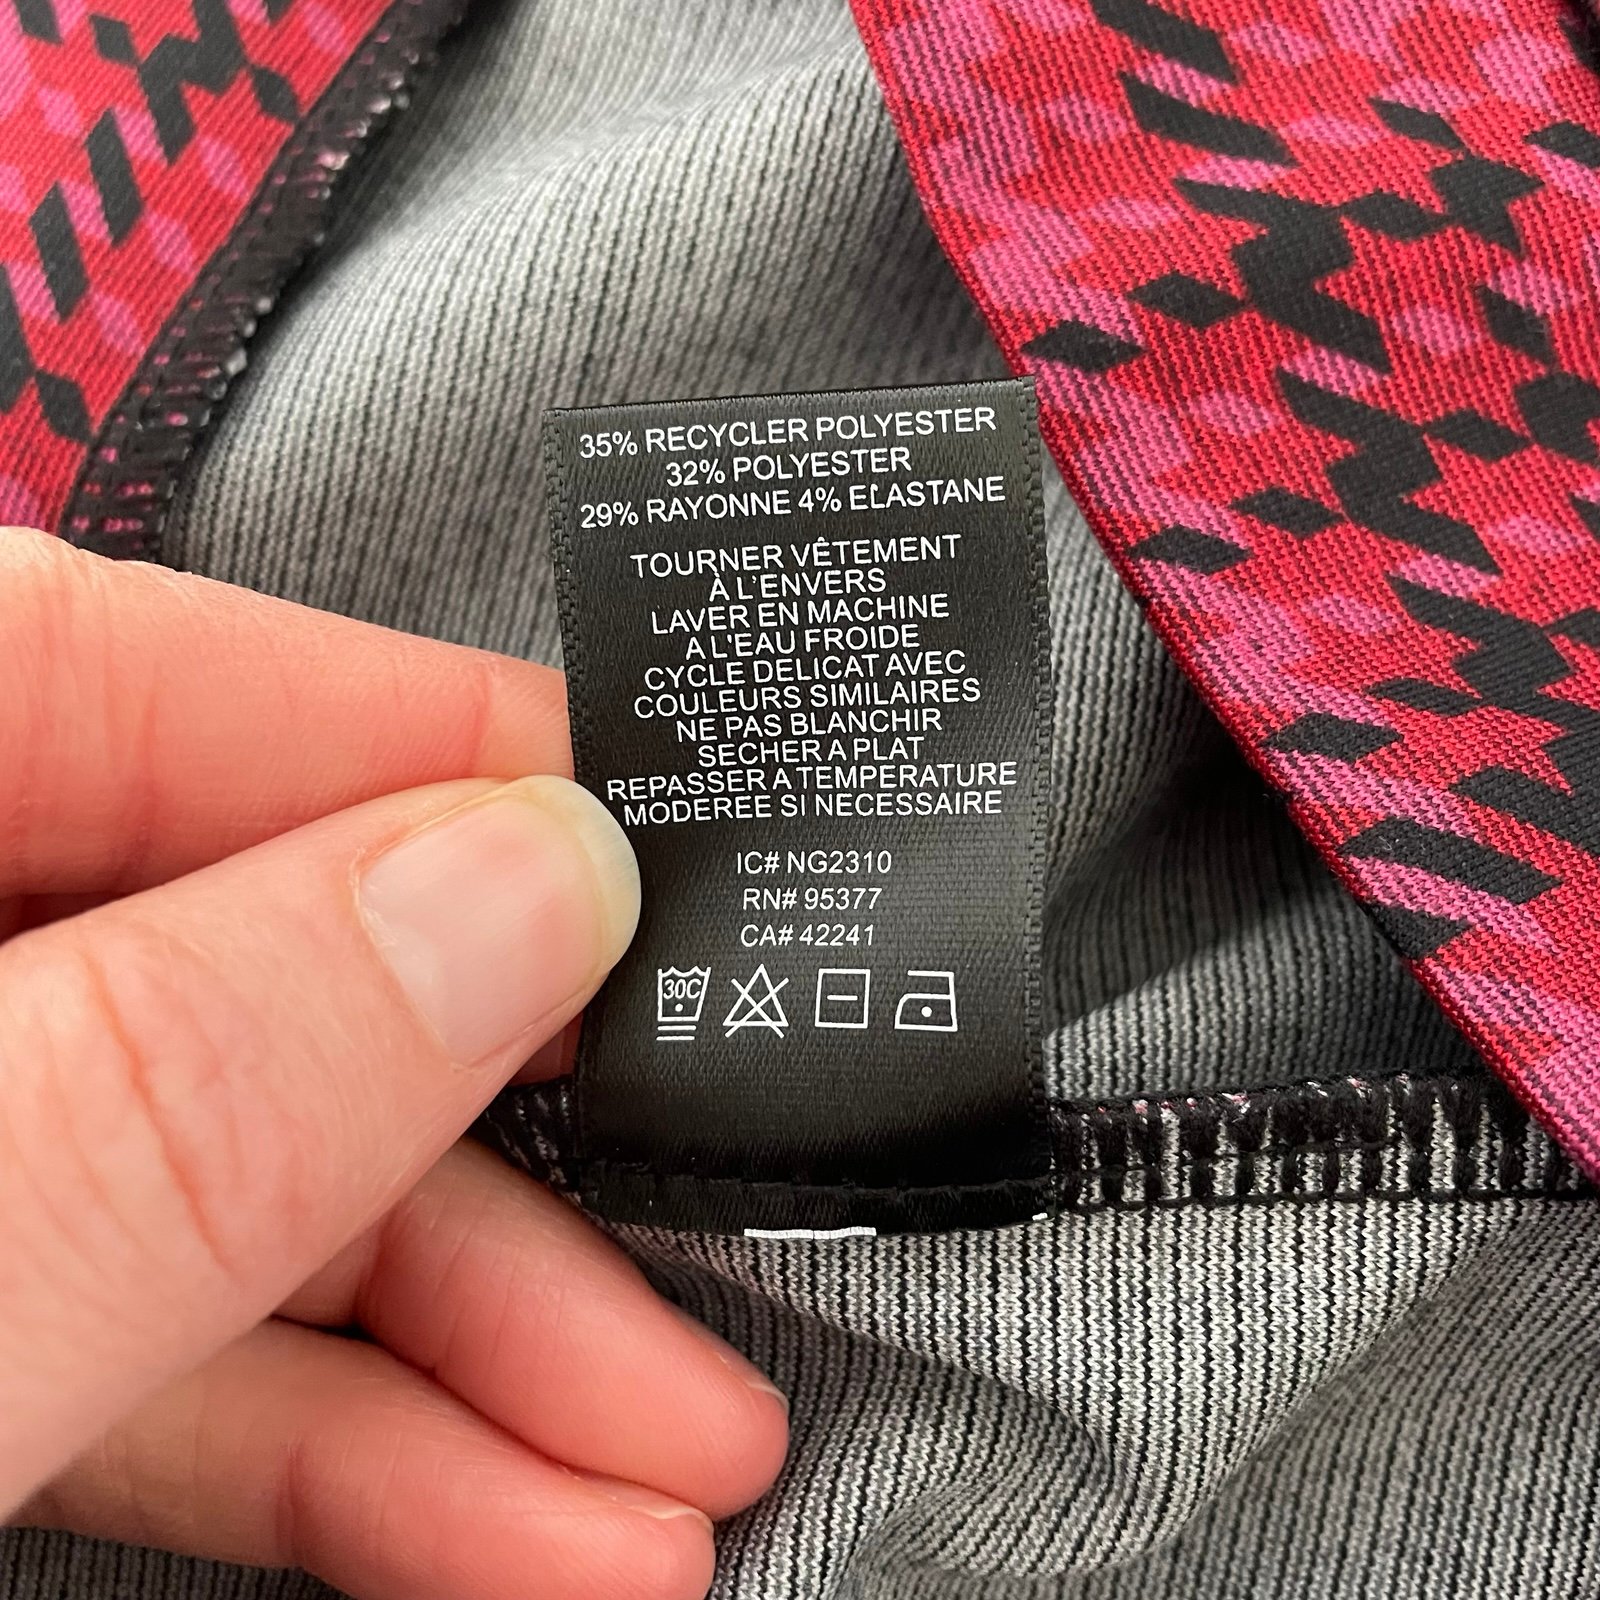 35% RECYCLER POLYESTER
32% POLYESTER
29% RAYONNE 4% ELASTANE
TOURNER VÊTEMENT
À L'ENVERS
LAVER EN MACHINE
A L'EAU FROIDE
CYCLE DELICAT AVEC
COULEURS SIMILAIRES
NE PAS BLANCHIR
SECHER A PLAT
REPASSER A TEMPERATURE
MODEREE SI NECESSAIRE
IC# NG2310
RN# 95377
CA# 42241
30C